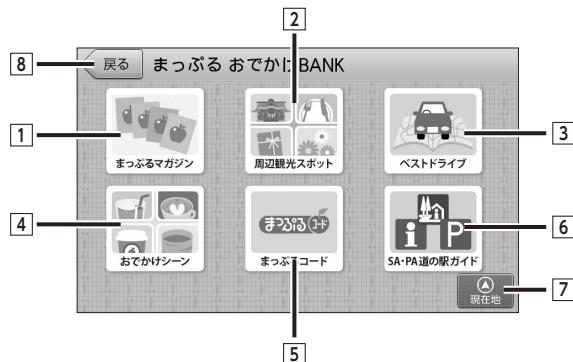 2
8
戻る まっぷる おでかけBANK
1
まっぷるマガジン
周辺観光スポット
ベストドライブ
3
4
おでかけシーン
まっぷる コード
まっぷるコード
i P
SA・PA道の駅ガイド
6
現在地
7
5